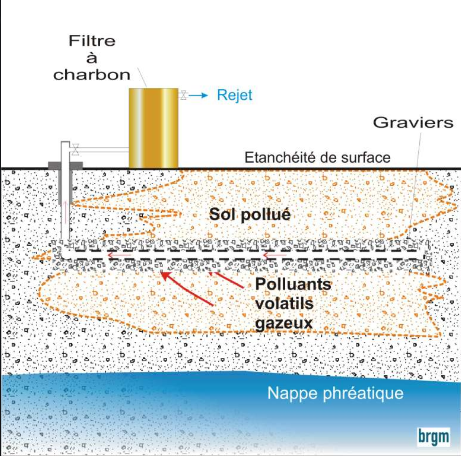 Filtre
à
charbon
Rejet
Graviers
Etanchéité de surface
Sol pollué
Polluants
volatils
gazeux
Nappe phréatique
brgm